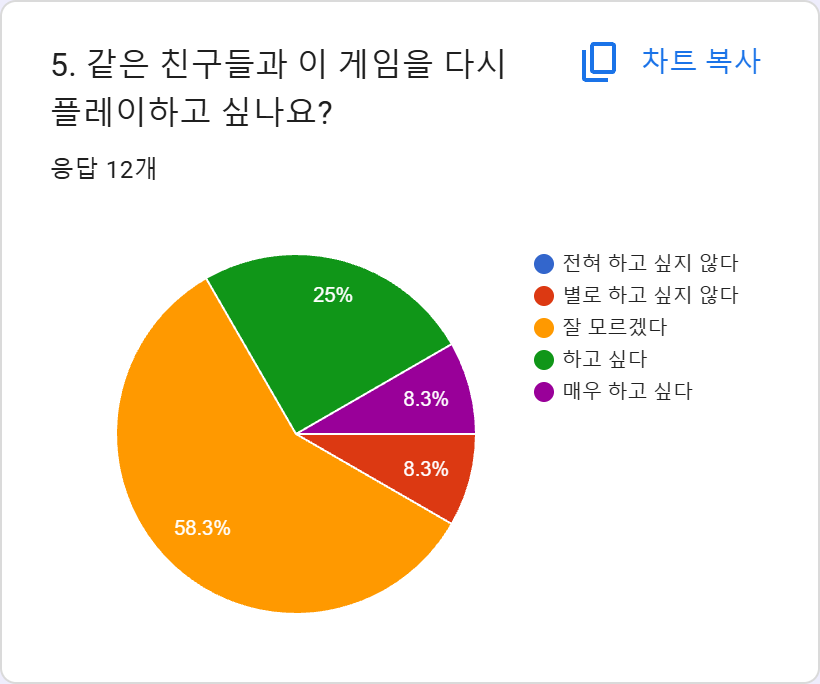 5. 같은 친구들과 이 게임을 다시
플레이하고 싶나요?
차트 복사
응답 12개
25%
8.3%
8.3%
58.3%
전혀 하고 싶지 않다
별로 하고 싶지 않다
잘 모르겠다
하고 싶다
매우 하고 싶다